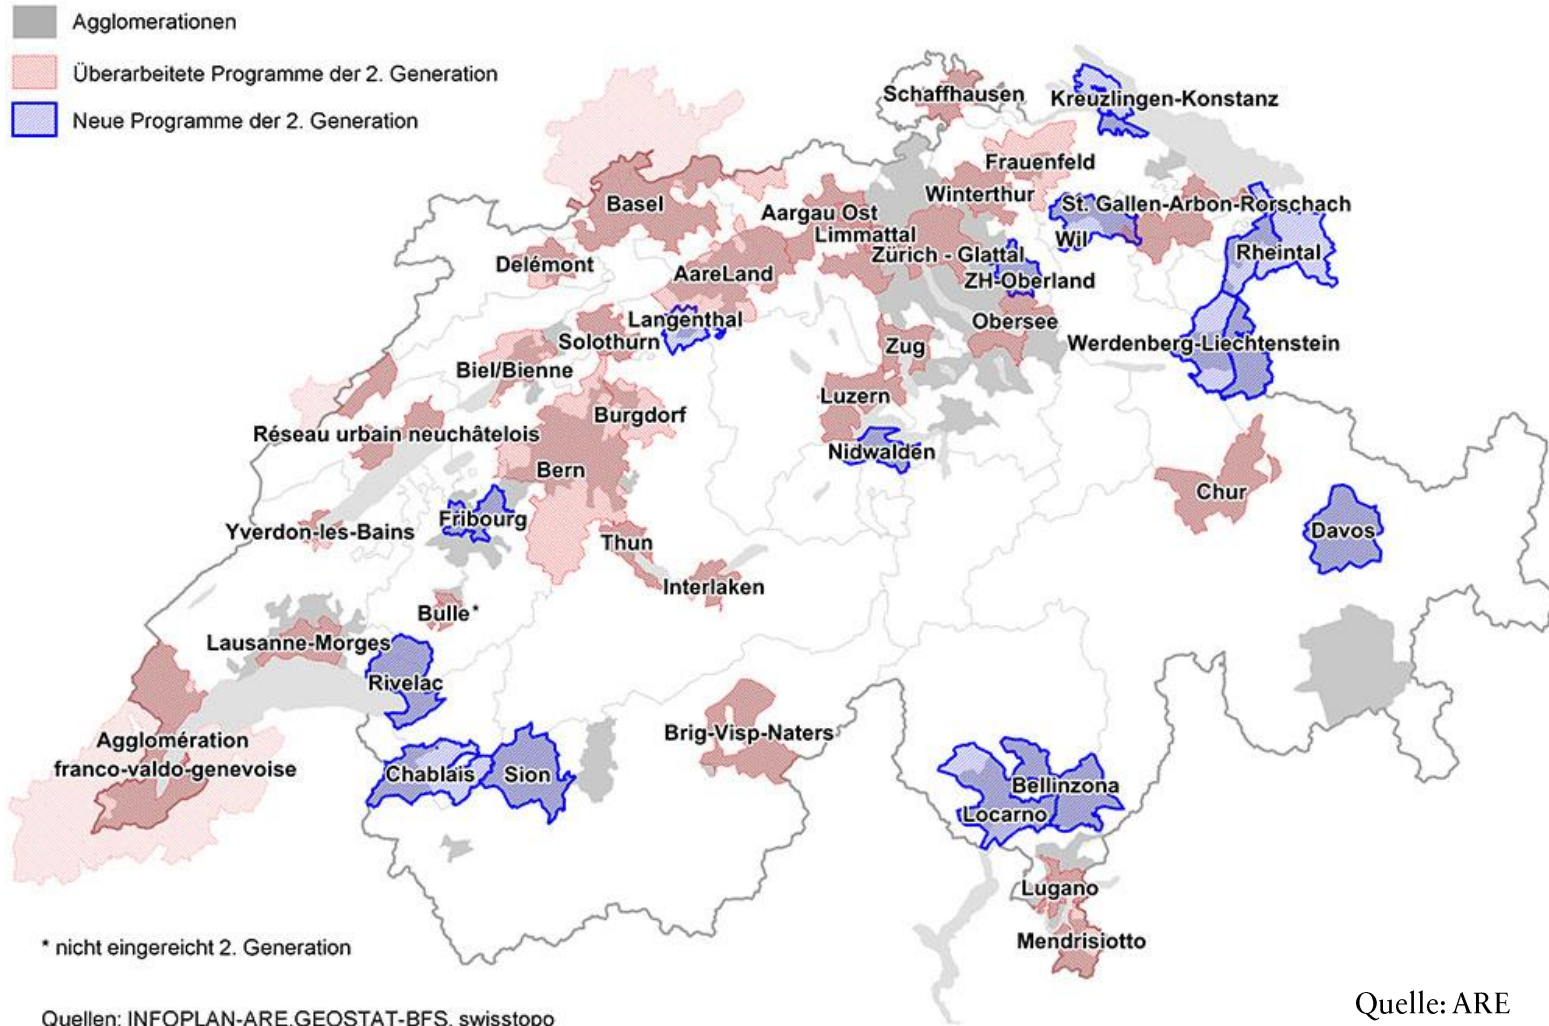 Agglomerationen
Überarbeitete Programme der 2. Generation
Neue Programme der 2. Generation
Schaffhausen
Kreuzlingen-Konstanz
Frauenfeld
Winterthur
Basel
Aargau Ost
St. Gallen-Arbon-Rorschach
Limmattal
Wil
Zürich - Glattal
Rheintal
Delémont
AareLand
ZH-Oberland
Langenthal
Obersee
Solothurn
Zug
Werdenberg-Liechtenstein
Biel/Bienne
Luzern
Burgdorf
Réseau urbain neuchâtelois
Nidwalden
Bern
Chur
Fribourg
Yverdon-les-Bains
Davos
Thun
Interlaken
Bulle*
Lausanne-Morges
Rivelac
Brig-Visp-Naters
Agglomération
franco-valdo-genevoise
Chablais
Sion
Bellinzona
Locarno
Lugano
Mendrisiotto
* nicht eingereicht 2. Generation
Quelle: ARE
Quellen: INFOPLAN-ARE,GEOSTAT-BFS, swisstopo